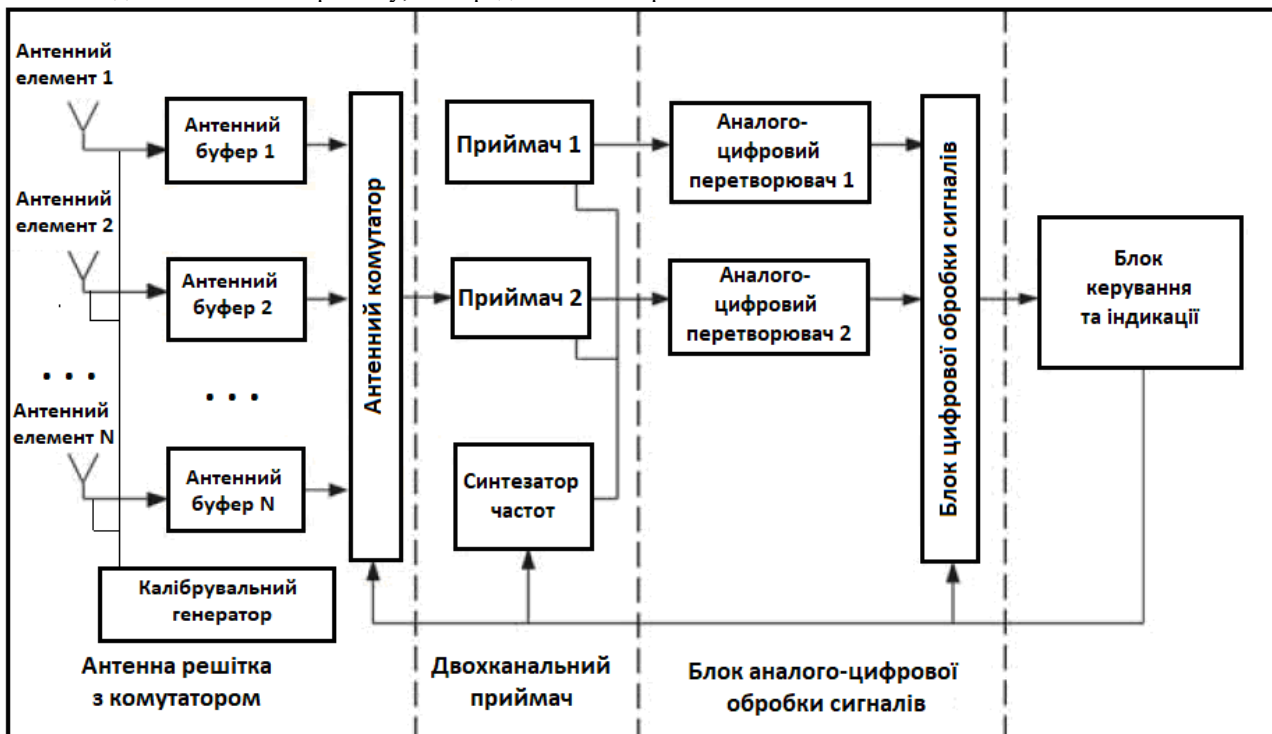 Антенний
елемент 1
Антенний
буфер 1
Антенний
елемент 2
Антенний
буфер 2
. . .
. . .
Антенний
елемент N
Антенний
буфер N
Калібрувальний
генератор
Антенний комутатор
Антенна решітка
з комутатором
Приймач 1
Приймач 2
Синтезатор
частот
Двохканальний
приймач
Аналого-
цифровий
перетворювач 1
Аналого-
цифровий
перетворювач 2
Блок цифрової обробки сигналів
Блок аналого-цифрової
обробки сигналів
Блок
керування
та індикації